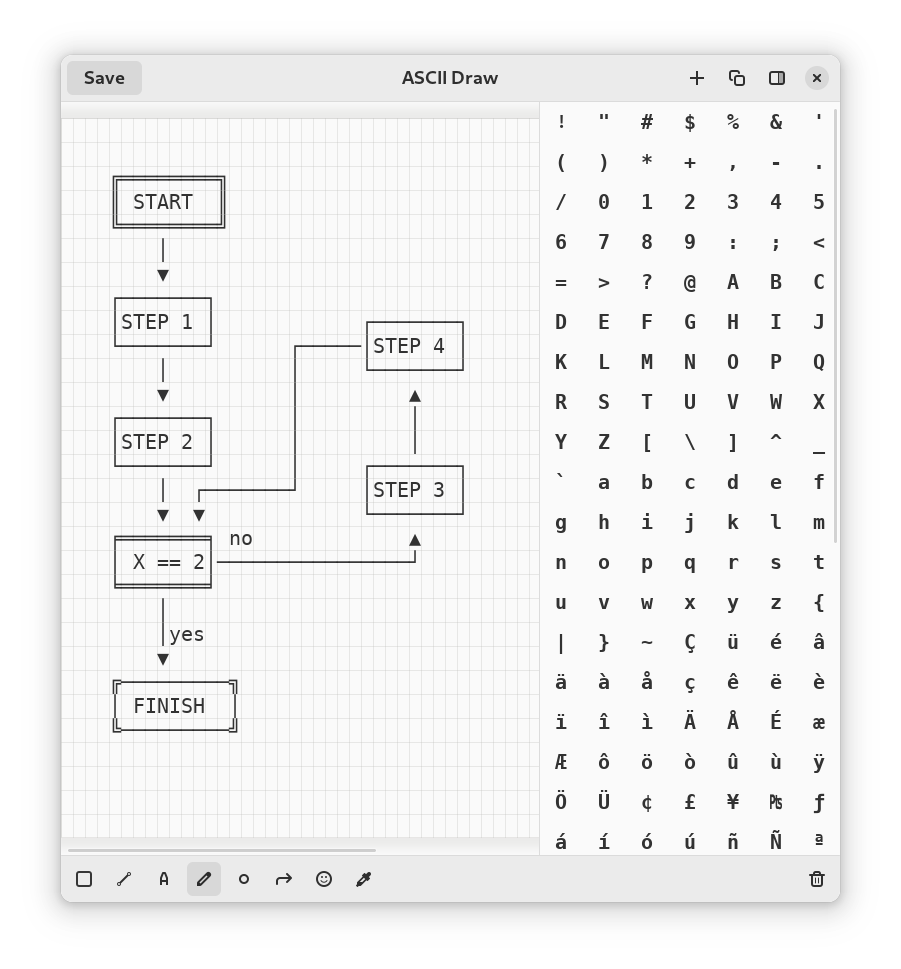 Save
ASCII Draw
START
STEP 1
STEP 4
STEP 2
STEP 3
no
X == 2
yes
FINISH
! " # $ % & '
( ) * + , - .
/ 0 1 2 3 4 5
6 7 8 9 : ; <
= > ? @ A B C
D E F G H I J
K L M N O P Q
R S T U V W X
Y Z [ \ ] ^ _
` a b c d e f
g h i j k l m
n o p q r s t
u v w x y z {
| } ~ Ç ü é â
ä à å ç ê ë è
ï î ì Ä Å É æ
Æ ô ö ò û ù ÿ
Ö Ü ¢ £ ¥ ₧ ƒ
á í ó ú ñ Ñ ª